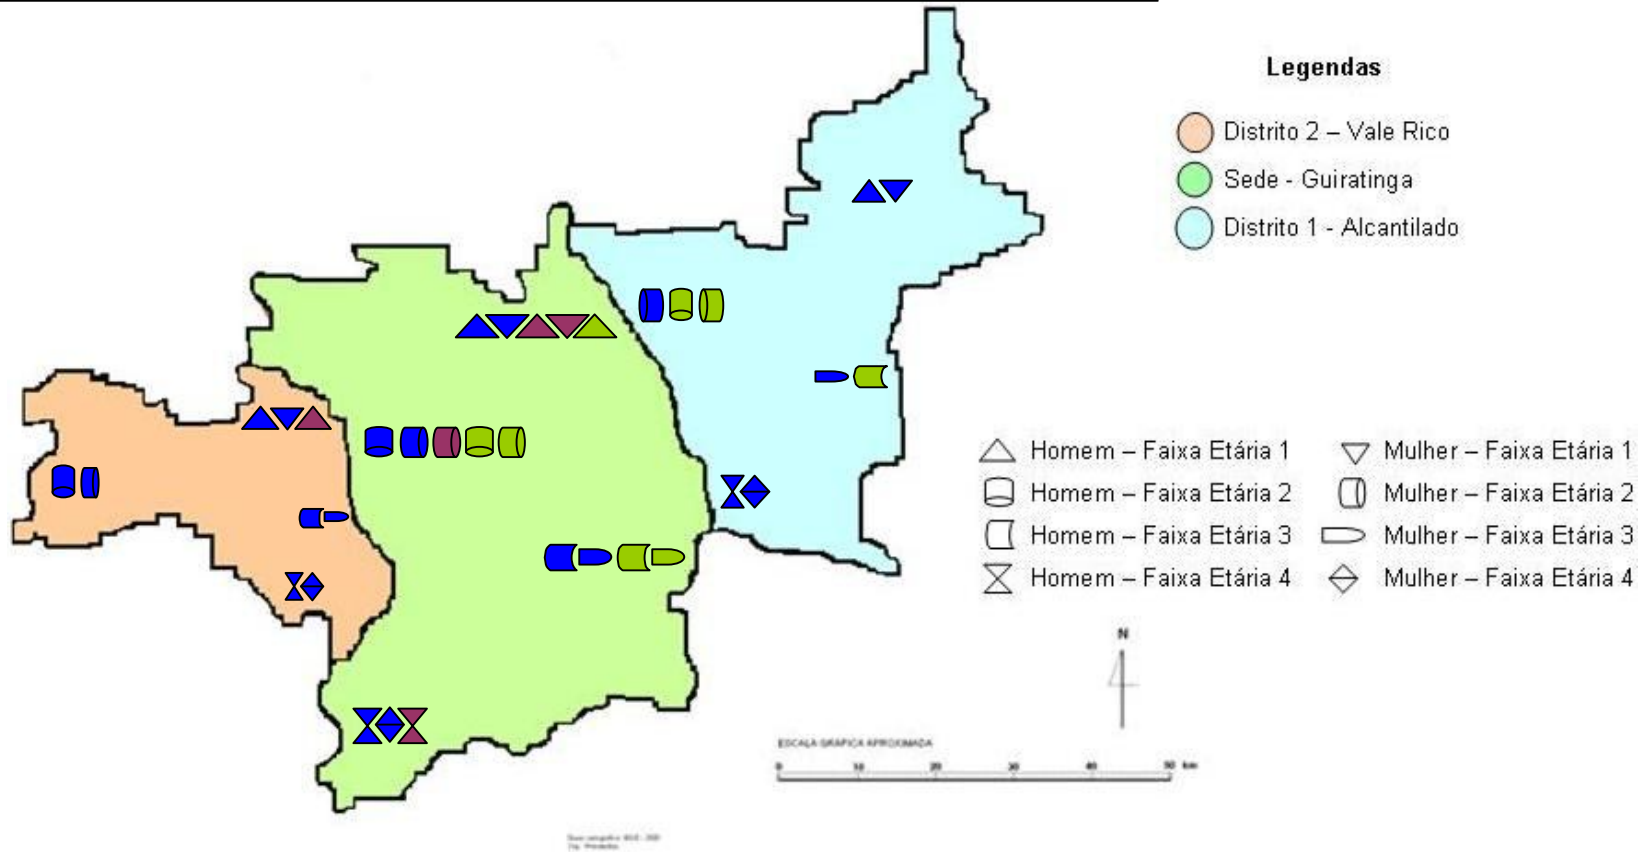 Legendas
Distrito 2 – Vale Rico
Sede - Guiratinga
Distrito 1 - Alcantilado
Homem – Faixa Etária 1
Mulher – Faixa Etária 1
Homem – Faixa Etária 2
Mulher – Faixa Etária 2
Homem – Faixa Etária 3
Mulher – Faixa Etária 3
Homem – Faixa Etária 4
Mulher – Faixa Etária 4
N
ESCALA GRÁFICA APROXIMADA
0 10 20 30 40 50 km